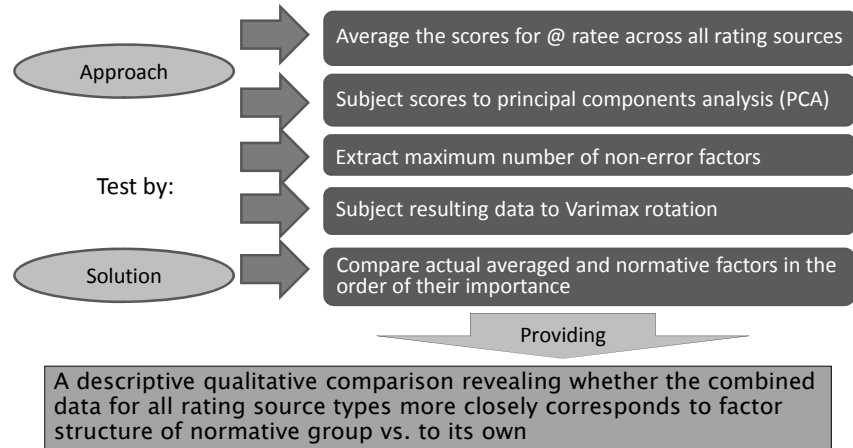 Average the scores for @ ratee across all rating sources
Approach
Subject scores to principal components analysis (PCA)
Extract maximum number of non-error factors
Test by:
Subject resulting data to Varimax rotation
Solution
Compare actual averaged and normative factors in the
order of their importance
Providing
A descriptive qualitative comparison revealing whether the combined
data for all rating source types more closely corresponds to factor
structure of normative group vs. to its own